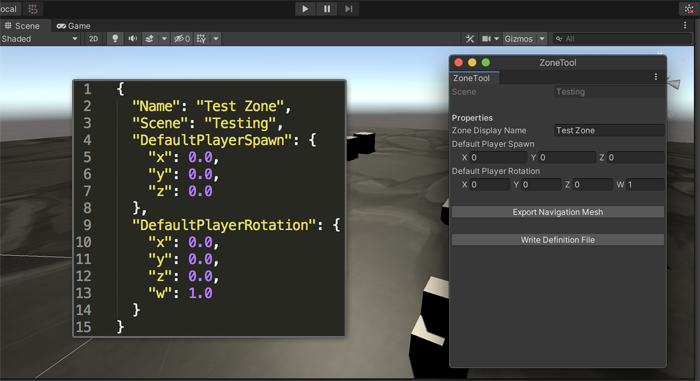 ocal
Scene
Game
Shaded
2D
0
Gizmos
All
1 {
2 "Name": "Test Zone",
3 "Scene": "Testing",
4 "DefaultPlayerSpawn": {
5 "x": 0.0,
6 "y": 0.0,
7 "z": 0.0
8 },
9 "DefaultPlayerRotation": {
10 "x": 0.0,
11 "y": 0.0,
12 "z": 0.0,
13 "w": 1.0
14 }
15 }
ZoneTool
ZoneTool
Scene Testing
Properties
Zone Display Name Test Zone
Default Player Spawn
X 0 Y 0 Z 0
Default Player Rotation
X 0 Y 0 Z 0 W 1
Export Navigation Mesh
Write Definition File